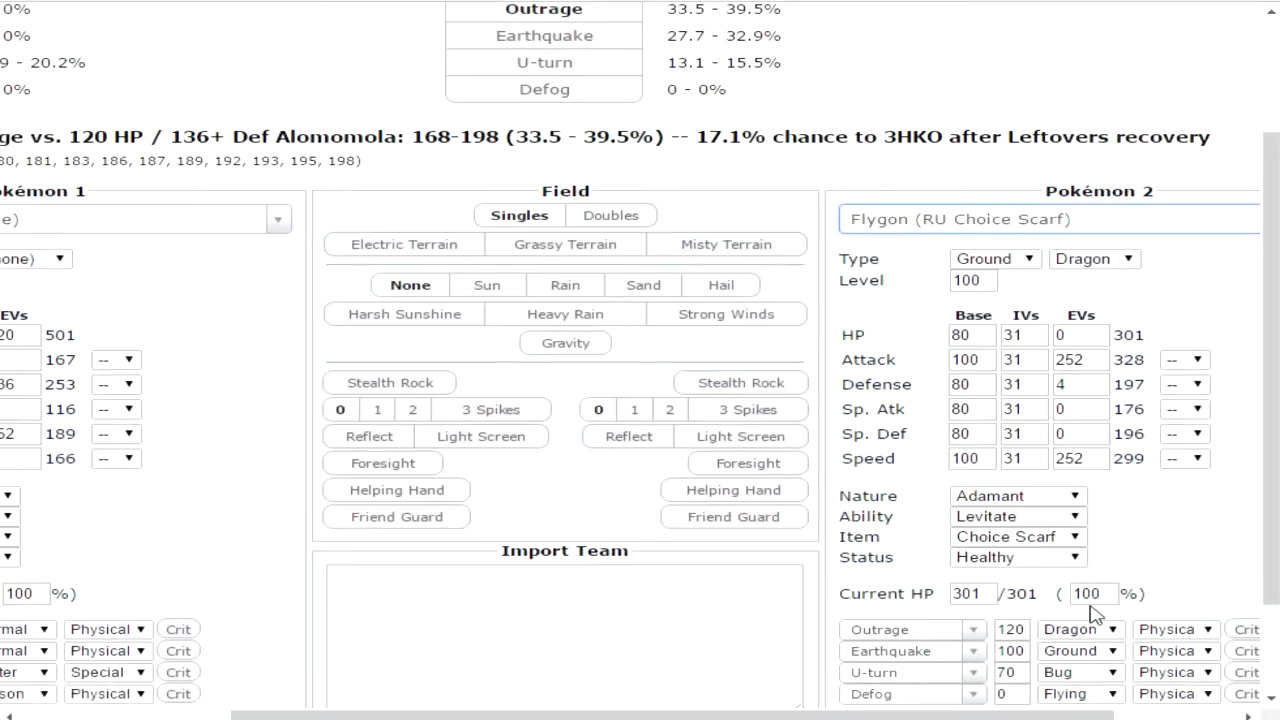 0% Outrage 33.5 - 39.5%
0% Earthquake 27.7 - 32.9%
9 - 20.2% U-turn 13.1 - 15.5%
0% Defog 0 - 0%
ge vs. 120 HP / 136+ Def Alomomola: 168-198 (33.5 - 39.5%) -- 17.1% chance to 3HKO after Leftovers recovery
80, 181, 183, 186, 187, 189, 192, 193, 195, 198)
okémon 1 Field Pokémon 2
e) Singles Doubles Flygon (RU Choice Scarf)
Electric Terrain Grassy Terrain Misty Terrain
one) Type Ground Dragon
Level 100
None Sun Rain Sand Hail
EVs Harsh Sunshine Heavy Rain Strong Winds Base IVs EVs
20 501 Gravity HP 80 31 0 301
167 -- Attack 100 31 252 328 --
36 253 -- Stealth Rock Stealth Rock Defense 80 31 4 197 --
116 -- 0 1 2 3 Spikes 0 1 2 3 Spikes Sp. Atk 80 31 0 176 --
52 189 -- Reflect Light Screen Reflect Light Screen Sp. Def 80 31 0 196 --
166 -- Foresight Foresight Speed 100 31 252 299 --
Helping Hand Helping Hand Nature Adamant
Friend Guard Friend Guard Ability Levitate
Item Choice Scarf
Import Team Status Healthy
100 %) Current HP 301 /301 ( 100 %)
rmal Physical Crit Outrage 120 Dragon Physica Crit
rmal Physical Crit Earthquake 100 Ground Physica Crit
ter Special Crit U-turn 70 Bug Physica Crit
son Physical Crit Defog 0 Flying Physica Crit